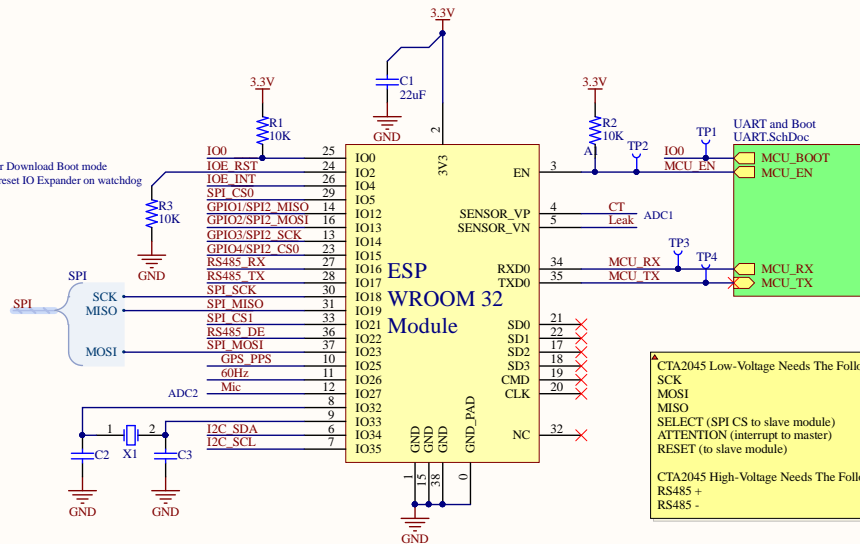 3.3V
C1
22uF
GND
2
3V3
3.3V
R1
10K
IO0 25 IO0
IOE_RST 24 IO2
IOE_INT 26 IO4
SPI_CS0 29 IO5
GPIO1/SPI2_MISO 14 IO12
GPIO2/SPI2_MOSI 16 IO13
GPIO3/SPI2_SCK 13 IO14
GPIO4/SPI2_CS0 23 IO15
RS485_RX 27 IO16
RS485_TX 28 IO17
SPI_SCK 30 IO18
SPI_MISO 31 IO19
SPI_CS1 33 IO21
RS485_DE 36 IO22
SPI_MOSI 37 IO23
GPS_PPS 10 IO25
60Hz 11 IO26
ADC2 Mic 12 IO27
8 IO32
9 IO33
I2C_SDA 6 IO34
I2C_SCL 7 IO35
r Download Boot mode
reset IO Expander on watchdog
R3
10K
GND
SPI
SPI
SCK
MISO
MOSI
1 2
C2 X1 C3
GND GND
ESP
WROOM 32
Module
3.3V
R2
10K
A1
TP2
TP1
EN 3
IO0
MCU_EN
SENSOR_VP 4 CT
SENSOR_VN 5 Leak
ADC1
TP3
TP4
RXD0 34 MCU_RX
TXD0 35 MCU_TX
SD0 21
SD1 22
SD2 17
SD3 18
CMD 19
CLK 20
NC 32
GND GND GND GND_PAD
1 15 38 0
GND
UART and Boot
UART.SchDoc
MCU_BOOT
MCU_EN
MCU_RX
MCU_TX
CTA2045 Low-Voltage Needs The Follo
SCK
MOSI
MISO
SELECT (SPI CS to slave module)
ATTENTION (interrupt to master)
RESET (to slave module)
CTA2045 High-Voltage Needs The Follo
RS485 +
RS485 -